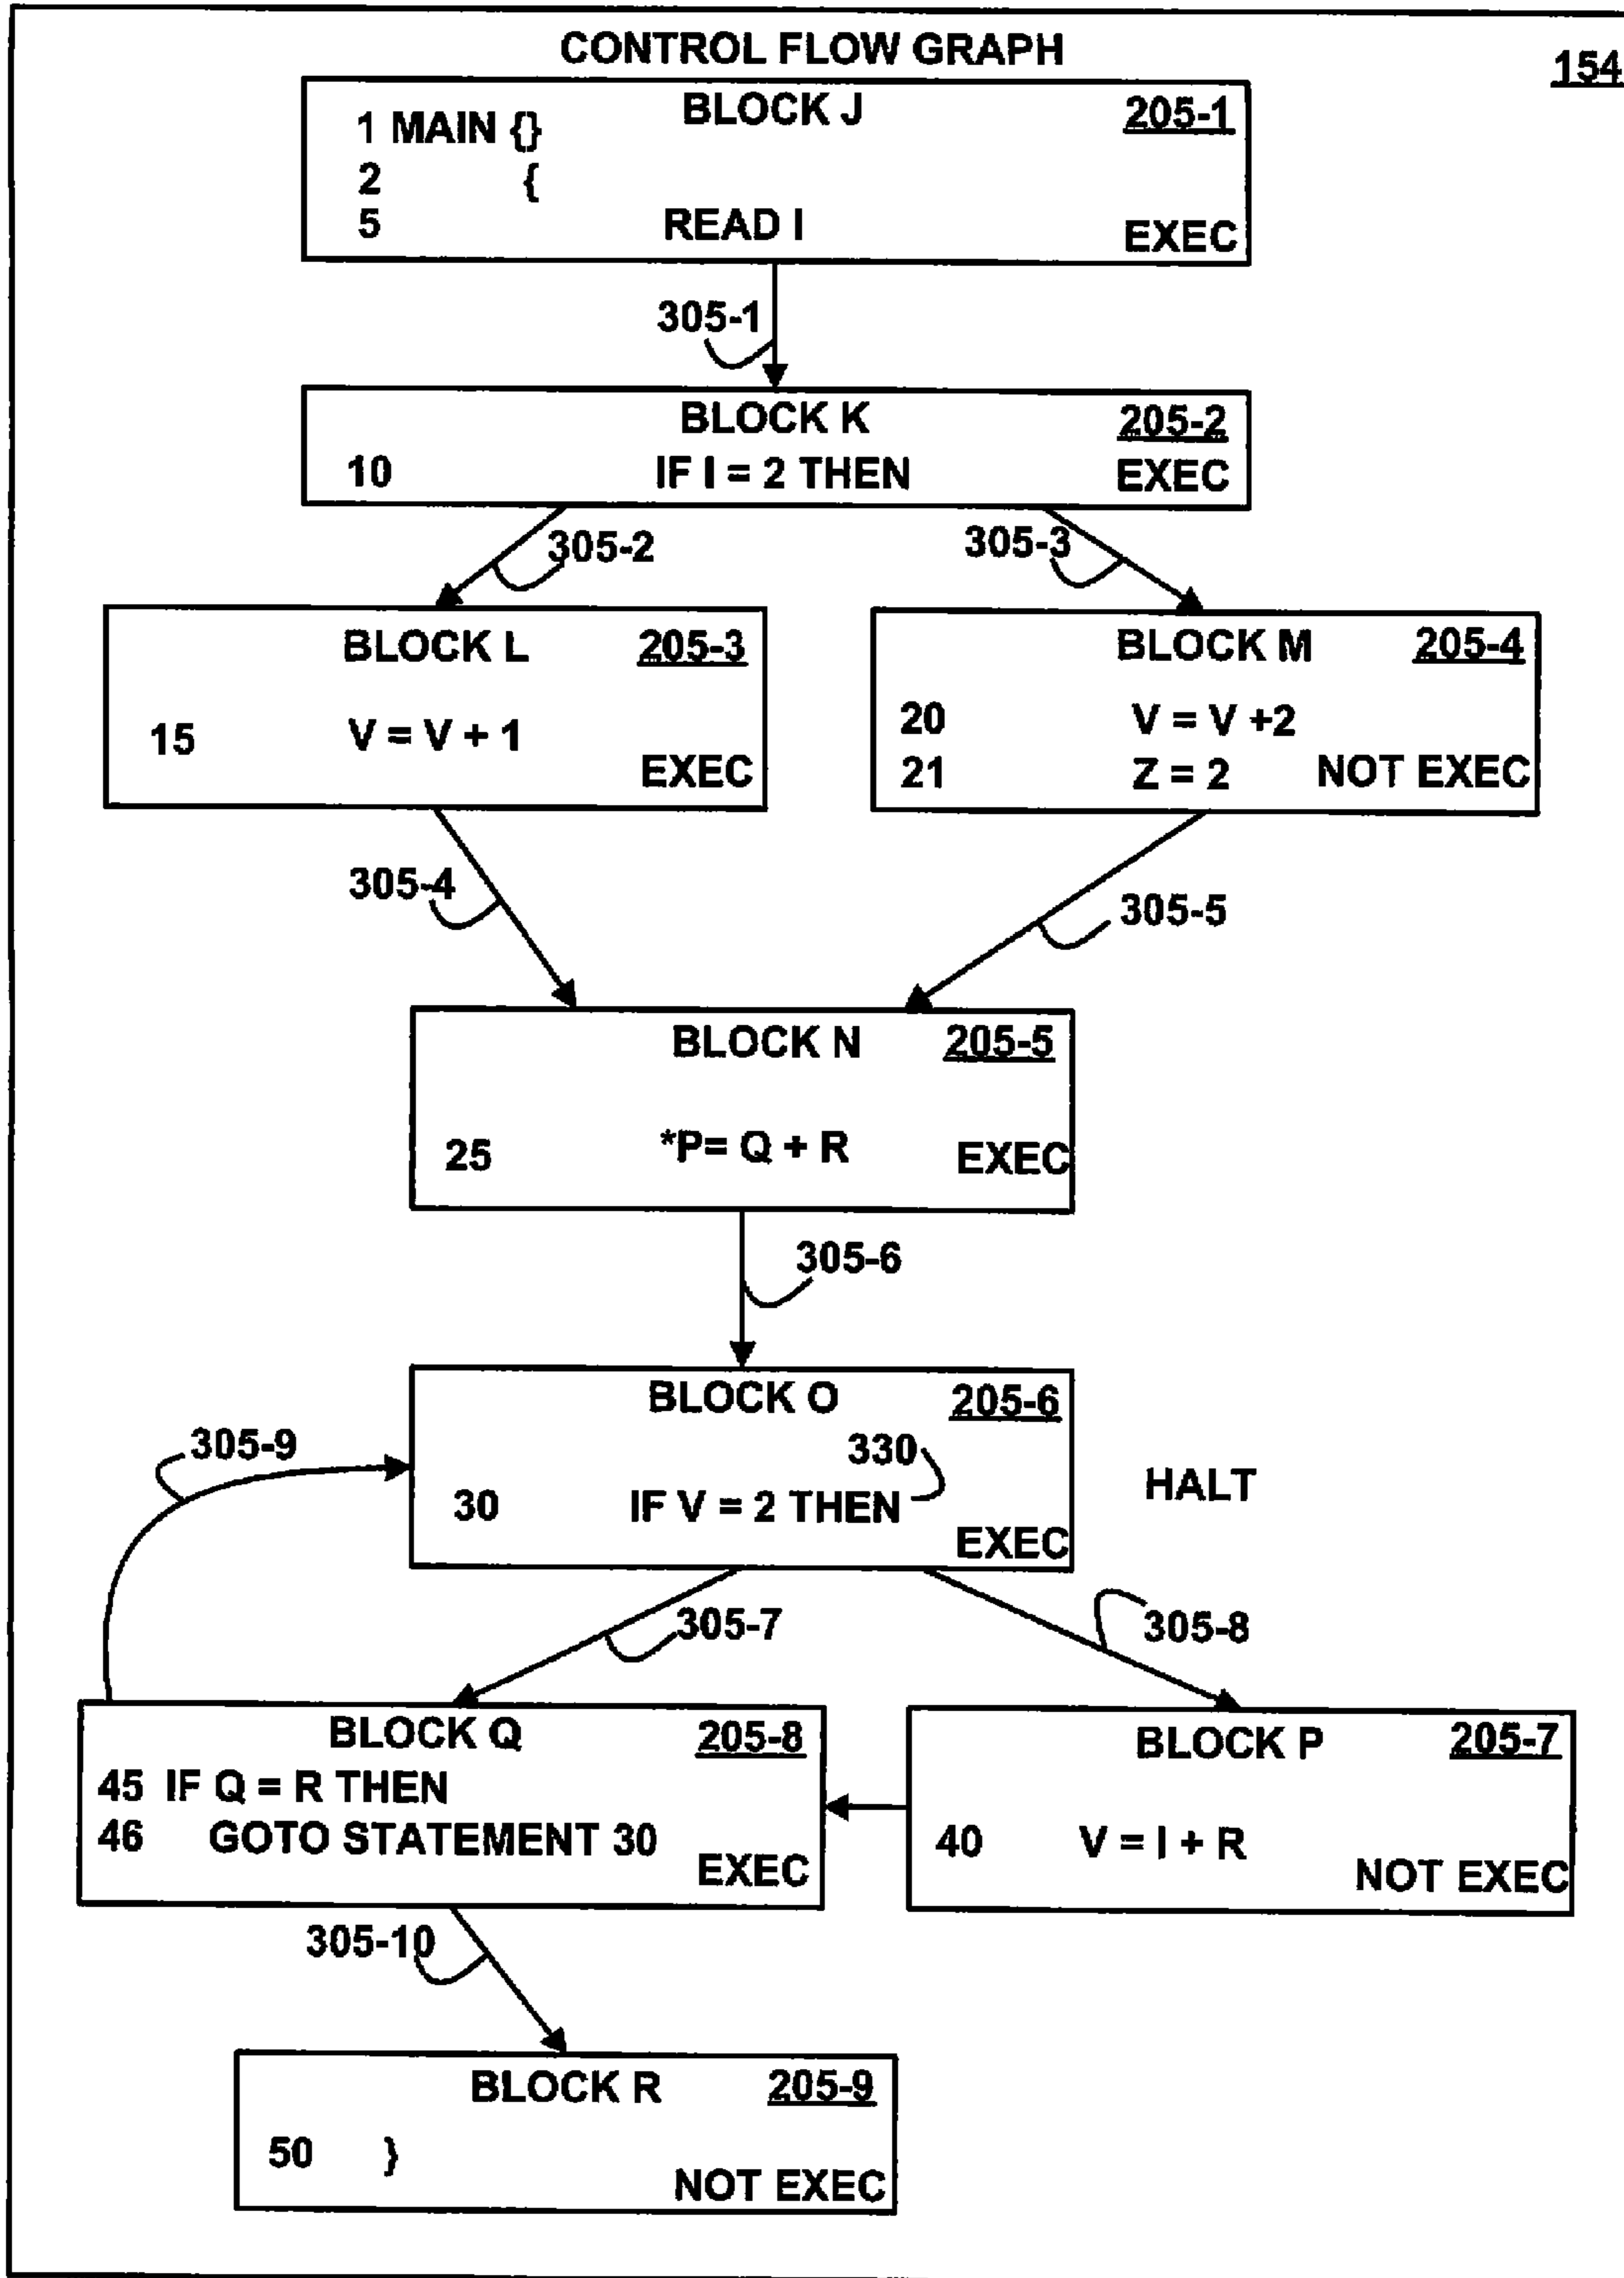 CONTROL FLOW GRAPH
154
BLOCK J 205-1
1 MAIN {}
2 {
5 READ I EXEC
305-1
BLOCK K 205-2
10 IF I = 2 THEN EXEC
305-2 305-3
BLOCK L 205-3
15 V = V + 1
EXEC
BLOCK M 205-4
20 V = V +2
21 Z = 2 NOT EXEC
305-4 305-5
BLOCK N 205-5
25 *P= Q + R EXEC
305-6
BLOCK O 205-6
305-9
330
30 IF V = 2 THEN
EXEC
HALT
305-7 305-8
BLOCK Q 205-8
45 IF Q = R THEN
46 GOTO STATEMENT 30
EXEC
BLOCK P 205-7
40 V = I + R
NOT EXEC
305-10
BLOCK R 205-9
50 }
NOT EXEC